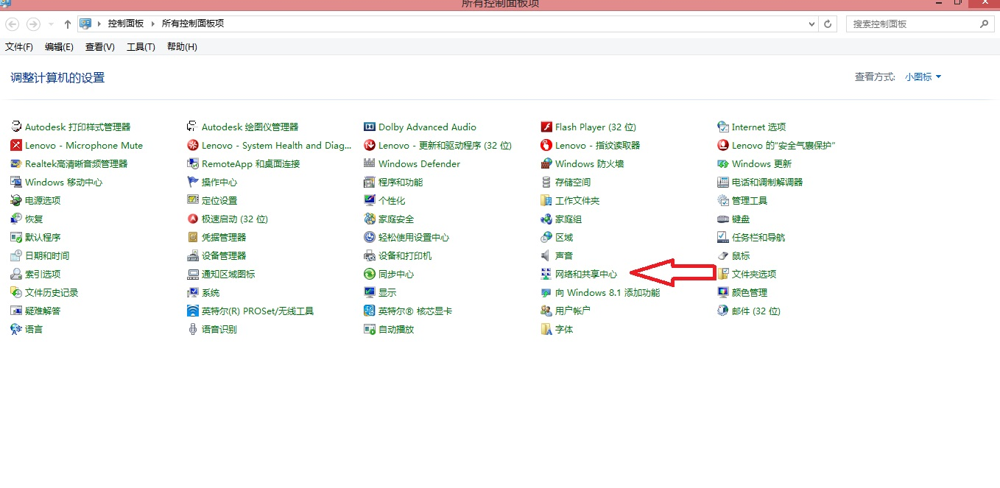 所有控制面板项
控制面板 所有控制面板项 搜索控制面板
文件(F) 编辑(E) 查看(V) 工具(T) 帮助(H)
调整计算机的设置 查看方式: 小图标
Autodesk 打印样式管理器 Autodesk 绘图仪管理器 Dolby Advanced Audio Flash Player (32 位) Internet 选项
Lenovo - Microphone Mute Lenovo - System Health and Diag... Lenovo - 更新和驱动程序 (32 位) Lenovo - 指纹读取器 Lenovo 的“安全气囊保护”
Realtek高清晰音频管理器 RemoteApp 和桌面连接 Windows Defender Windows 防火墙 Windows 更新
Windows 移动中心 操作中心 程序和功能 存储空间 电话和调制解调器
电源选项 定位设置 个性化 工作文件夹 管理工具
恢复 极速启动 (32 位) 家庭安全 家庭组 键盘
默认程序 凭据管理器 轻松使用设置中心 区域 任务栏和导航
日期和时间 设备管理器 设备和打印机 声音 鼠标
索引选项 通知区域图标 同步中心 网络和共享中心 文件夹选项
文件历史记录 系统 显示 向 Windows 8.1 添加功能 颜色管理
疑难解答 英特尔(R) PROSet/无线工具 英特尔® 核芯显卡 用户帐户 邮件 (32 位)
语言 语音识别 自动播放 字体